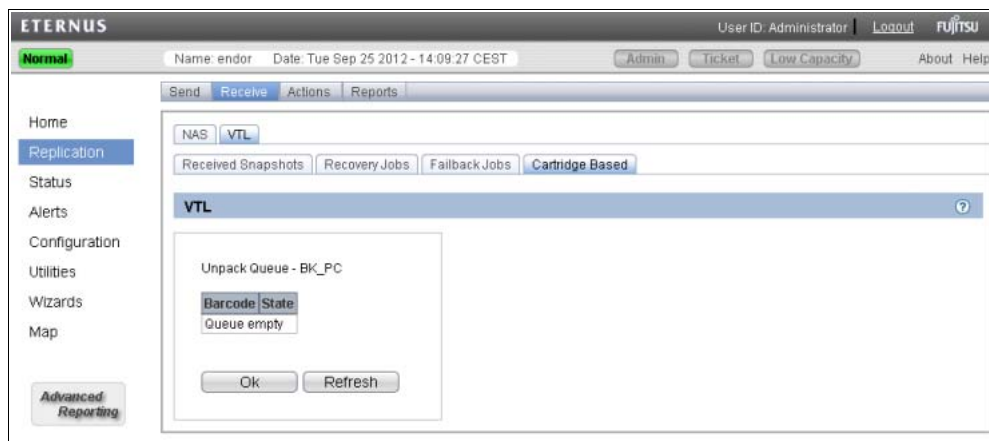 ETERNUS User ID: Administrator Logout FUJITSU
Normal Name: endor Date: Tue Sep 25 2012 - 14:09:27 CEST Admin Ticket Low Capacity About Help
Send Receive Actions Reports
Home
Replication
Status
Alerts
Configuration
Utilities
Wizards
Map
Advanced
Reporting
NAS VTL
Received Snapshots Recovery Jobs Failback Jobs Cartridge Based
VTL ?
Unpack Queue - BK_PC
Barcode State
Queue empty
Ok Refresh